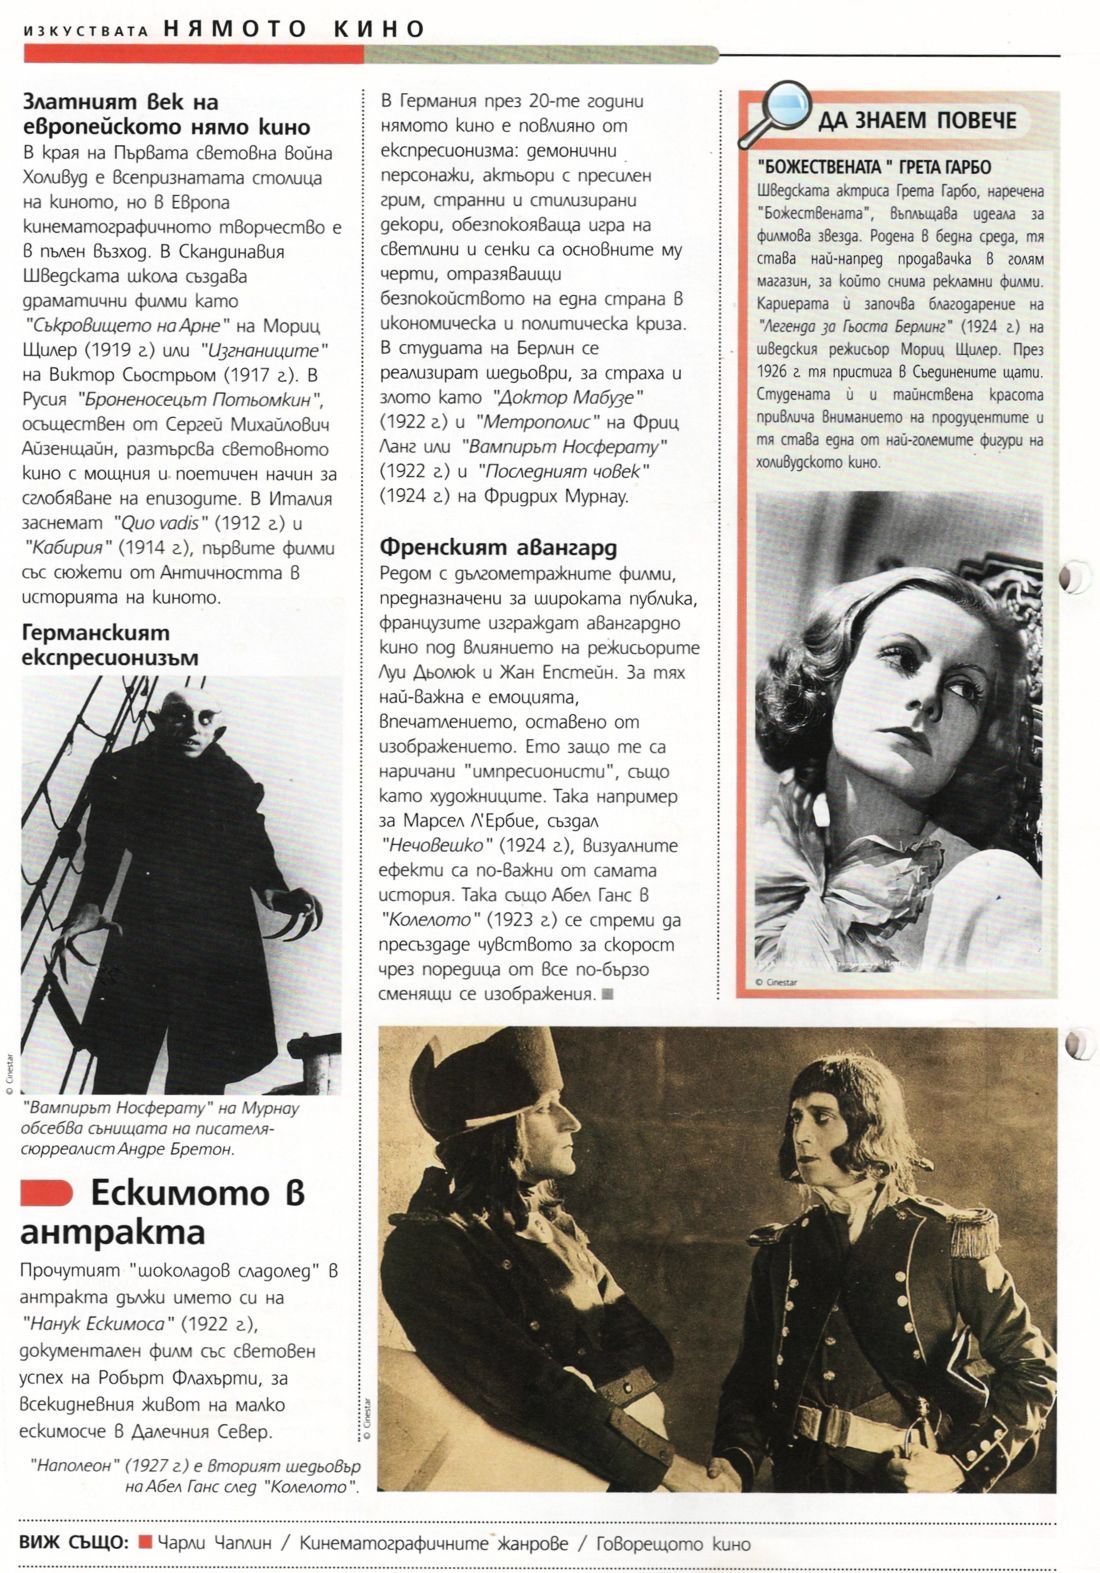 ИЗКУСТВАТА НЯМОТО КИНО
Златният век на
европейското нямо кино
В края на Първата световна война
Холивуд е всепризнатата столица
на киното, но в Европа
кинематографичното творчество е
в пълен възход. В Скандинавия
Шведската школа създава
драматични филми като
"Съкровището на Арне" на Мориц
Щилер (1919 г.) или "Изгнаниците"
на Виктор Сьострьом (1917 г.). В
Русия "Броненосецът Потьомкин",
осъществен от Сергей Михайлович
Айзенщайн, разтърсва световното
кино с мощния и поетичен начин за
сглобяване на епизодите. В Италия
заснемат "Quo vadis" (1912 г.) и
"Кабирия" (1914 г.), първите филми
със сюжети от Античността в
историята на киното.
Германският
експресионизъм
© Cinestar
"Вампирът Носферату" на Мурнау
обсебва сънищата на писателя-
сюрреалист Андре Бретон.
Ескимото в
антракта
Прочутият "шоколадов сладолед" в
антракта дължи името си на
"Нанук Ескимоса" (1922 г.),
документален филм със световен
успех на Робърт Флахърти, за
всекидневния живот на малко
ескимосче в Далечния Север.
"Наполеон" (1927 г.) е вторият шедьовър
на Абел Ганс след "Колелото".
В Германия през 20-те години
нямото кино е повлияно от
експресионизма: демонични
персонажи, актьори с пресилен
грим, странни и стилизирани
декори, обезпокояваща игра на
светлини и сенки са основните му
черти, отразяващи
безпокойството на една страна в
икономическа и политическа криза.
В студиата на Берлин се
реализират шедьоври, за страха и
злото като "Доктор Мабузе"
(1922 г.) и "Метрополис" на Фриц
Ланг или "Вампирът Носферату"
(1922 г.) и "Последният човек"
(1924 г.) на Фридрих Мурнау.
Френският авангард
Редом с дългометражните филми,
предназначени за широката публика,
французите изграждат авангардно
кино под влиянието на режисьорите
Луи Дьолюк и Жан Епстейн. За тях
най-важна е емоцията,
впечатлението, оставено от
изображението. Ето защо те са
наричани "импресионисти", също
като художниците. Така например
за Марсел Л'Ербие, създал
"Нечовешко" (1924 г.), визуалните
ефекти са по-важни от самата
история. Така също Абел Ганс в
"Колелото" (1923 г.) се стреми да
пресъздаде чувството за скорост
чрез поредица от все по-бързо
сменящи се изображения.
© Cinestar
ДА ЗНАЕМ ПОВЕЧЕ
"БОЖЕСТВЕНАТА" ГРЕТА ГАРБО
Шведската актриса Грета Гарбо, наречена
"Божествената", въплъщава идеала за
филмова звезда. Родена в бедна среда, тя
става най-напред продавачка в голям
магазин, за който снима рекламни филми.
Кариерата ѝ започва благодарение на
"Легенда за Гьоста Берлинг" (1924 г.) на
шведския режисьор Мориц Щилер. През
1926 г. тя пристига в Съединените щати.
Студената ѝ и тайнствена красота
привлича вниманието на продуцентите и
тя става една от най-големите фигури на
холивудското кино.
© Cinestar
ВИЖ СЪЩО: Чарли Чаплин / Кинематографичните жанрове / Говорещото кино